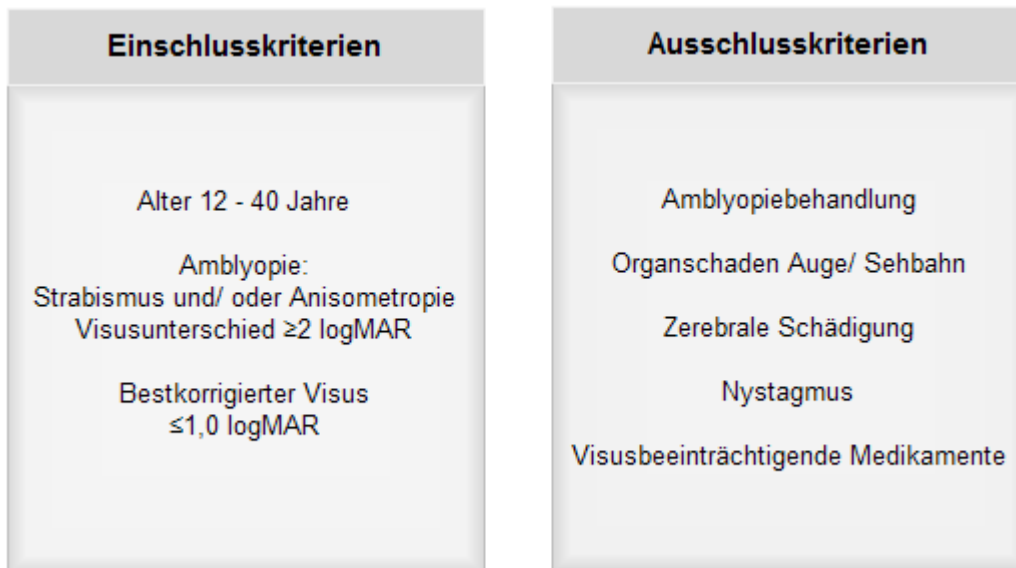 Einschlusskriterien
Alter 12 - 40 Jahre
Amblyopie:
Strabismus und/ oder Anisometropie
Visusunterschied ≥2 logMAR
Bestkorrigierter Visus
≤1,0 logMAR
Ausschlusskriterien
Amblyopiebehandlung
Organschaden Auge/ Sehbahn
Zerebrale Schädigung
Nystagmus
Visusbeeinträchtigende Medikamente